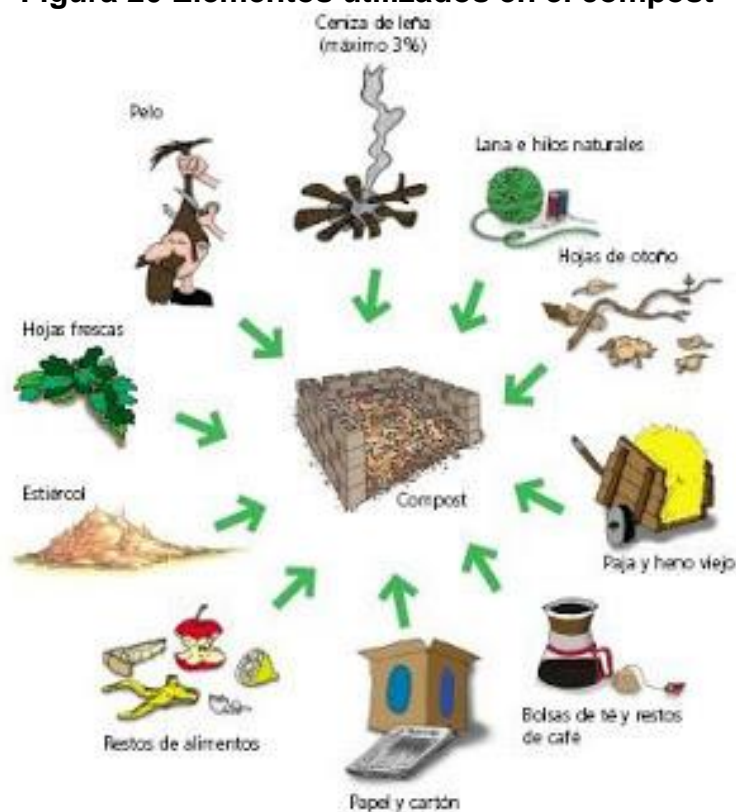 Figura 20 Elementos utilizados en el compost
Ceniza de leña
(máximo 3%)
Pelo
Lana e hilos naturales
Hojas de otoño
Hojas frescas
Estiércol
Compost
Paja y heno viejo
Restos de alimentos
Bolsas de té y restos
de café
Papel y cartón